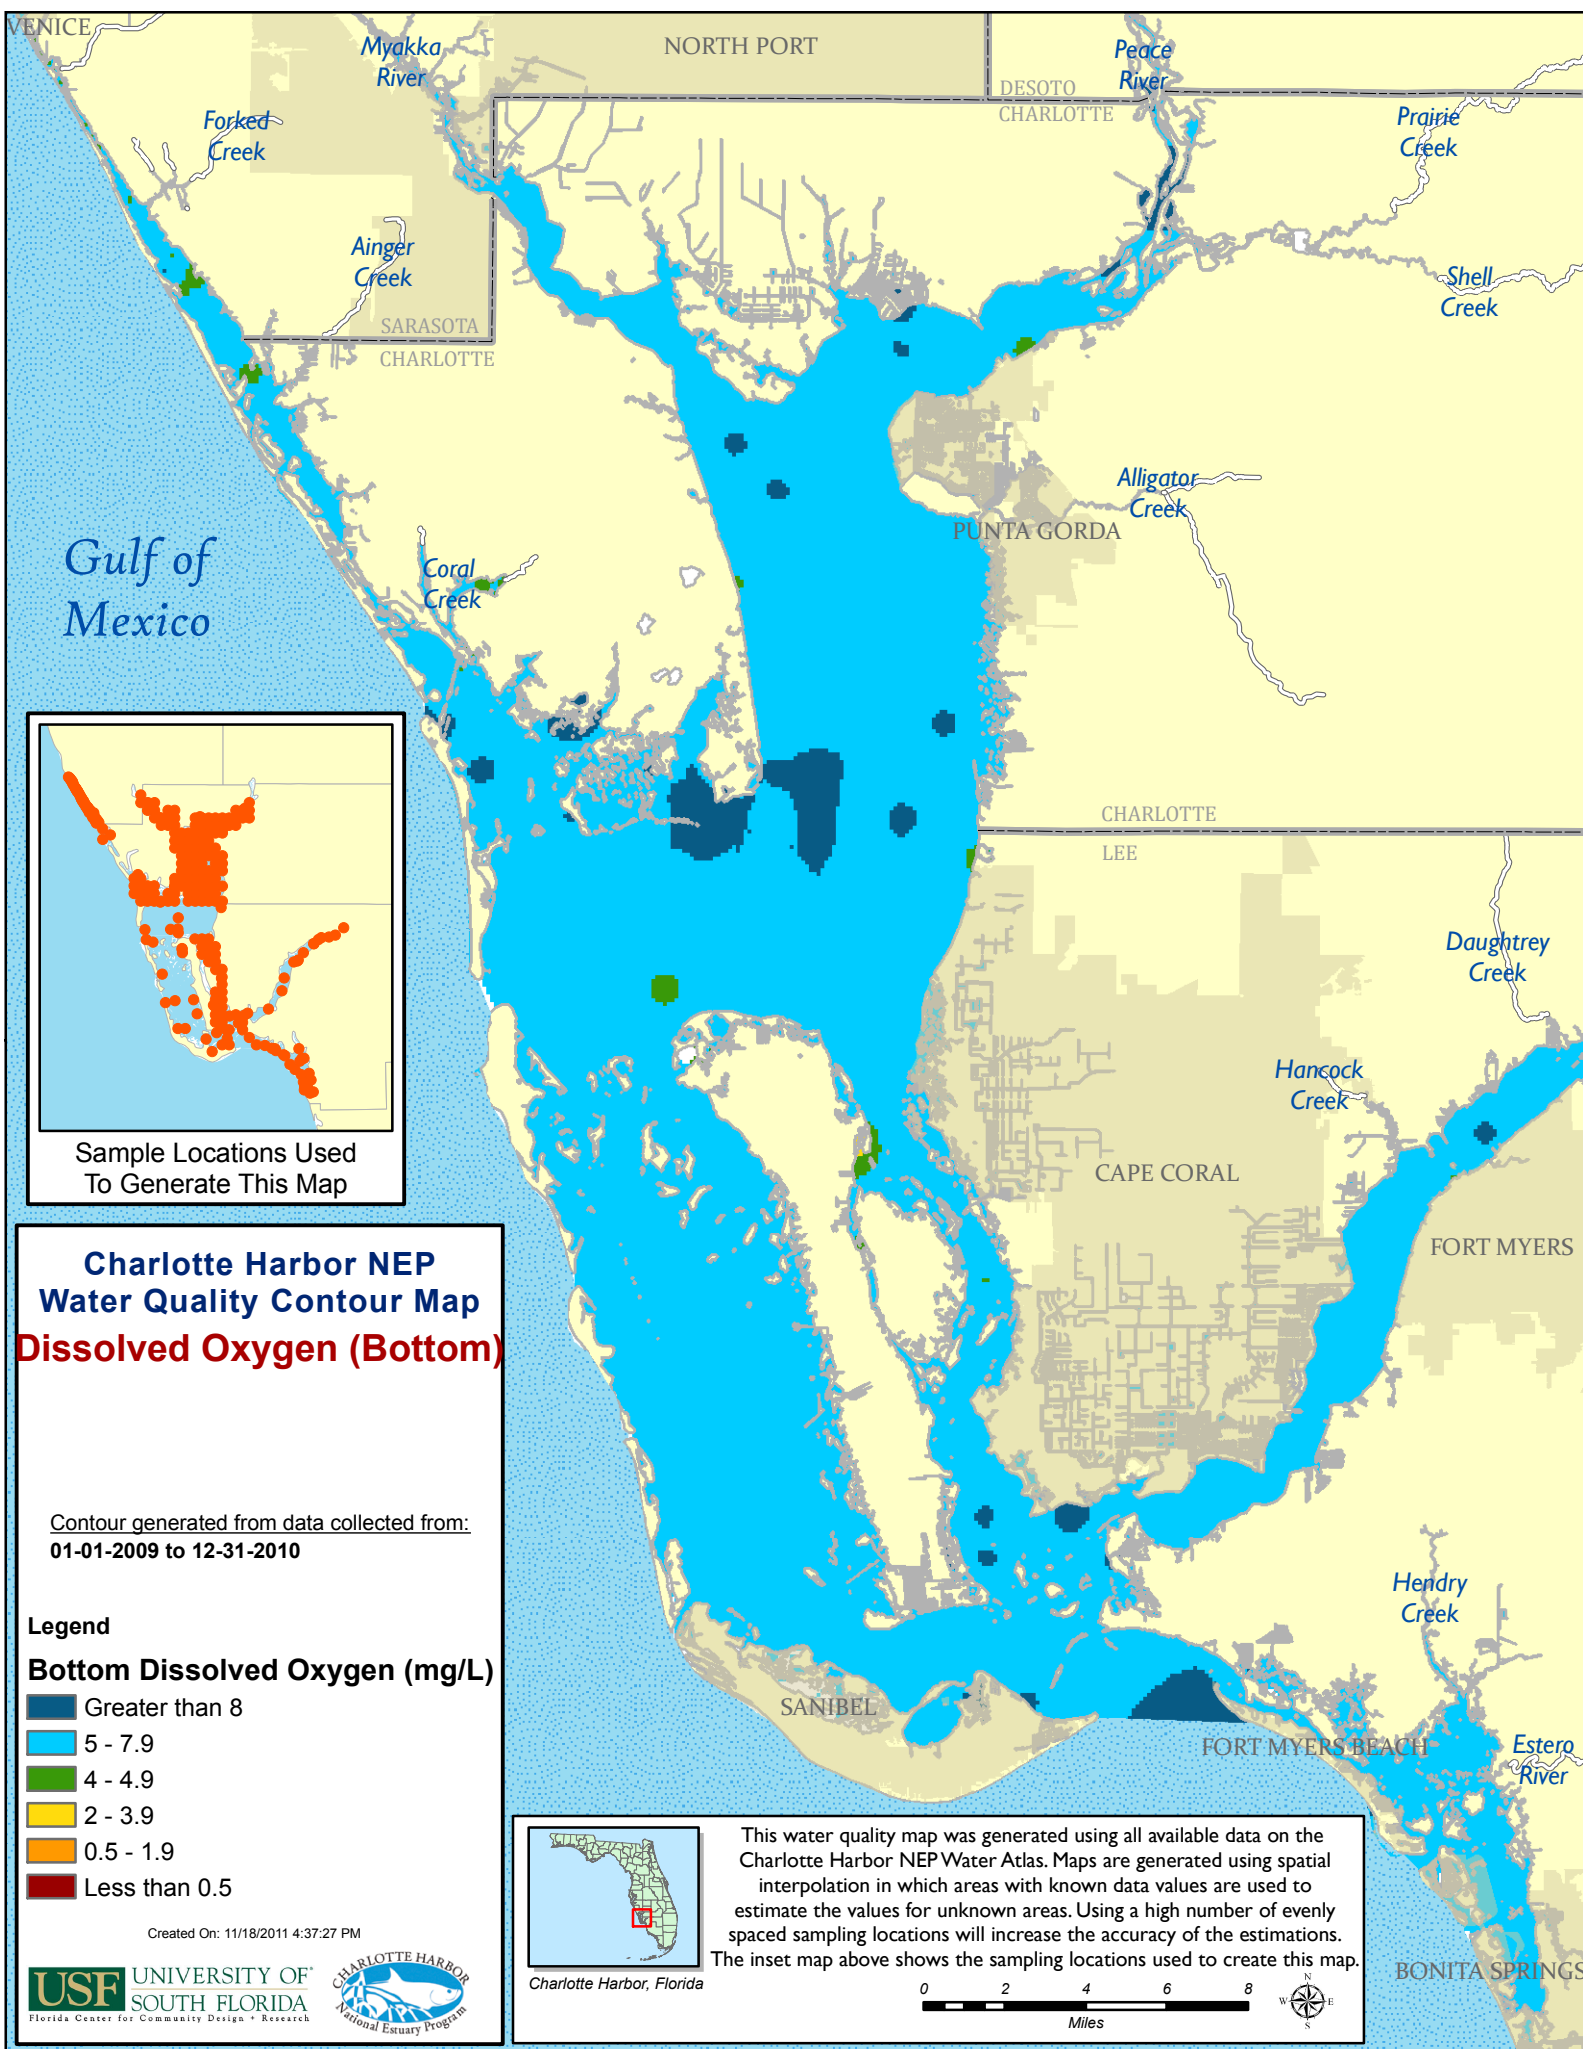 VENICE
Myakka
River
NORTH PORT
Peace
River
DESOTO
CHARLOTTE
Forked
Creek
Prairie
Creek
Ainger
Creek
Shell
Creek
SARASOTA
CHARLOTTE
Alligator
Creek
PUNTA GORDA
Gulf of
Mexico
Coral
Creek
CHARLOTTE
LEE
Daughtrey
Creek
Hancock
Creek
CAPE CORAL
FORT MYERS
Sample Locations Used
To Generate This Map
Charlotte Harbor NEP
Water Quality Contour Map
Dissolved Oxygen (Bottom)
Contour generated from data collected from:
01-01-2009 to 12-31-2010
Legend
Bottom Dissolved Oxygen (mg/L)
Greater than 8
5 - 7.9
4 - 4.9
2 - 3.9
0.5 - 1.9
Less than 0.5
Created On: 11/18/2011 4:37:27 PM
USF UNIVERSITY OF
SOUTH FLORIDA
Florida Center for Community Design + Research
CHARLOTTE HARBOR
National Estuary Program
Hendry
Creek
SANIBEL
FORT MYERS BEACH
Estero
River
BONITA SPRINGS
Charlotte Harbor, Florida
This water quality map was generated using all available data on the
Charlotte Harbor NEP Water Atlas. Maps are generated using spatial
interpolation in which areas with known data values are used to
estimate the values for unknown areas. Using a high number of evenly
spaced sampling locations will increase the accuracy of the estimations.
The inset map above shows the sampling locations used to create this map.
0 2 4 6 8
Miles
N
W E
S